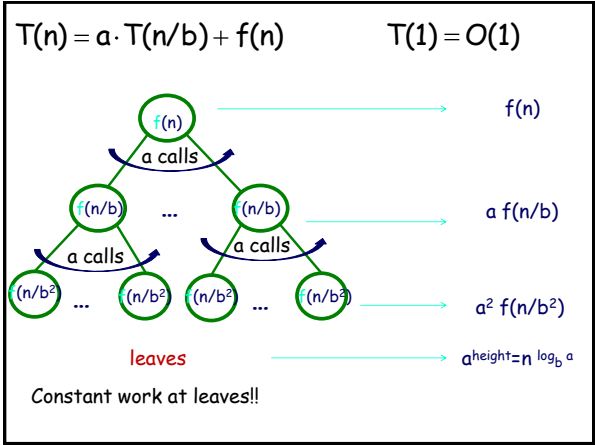 T(n) = a · T(n/b) + f(n) T(1) = O(1)
f(n) f(n)
a calls
f(n/b) ... f(n/b) a f(n/b)
a calls a calls
f(n/b²) ... f(n/b²) f(n/b²) ... f(n/b²) a² f(n/b²)
leaves a^height=n^log_b a
Constant work at leaves!!